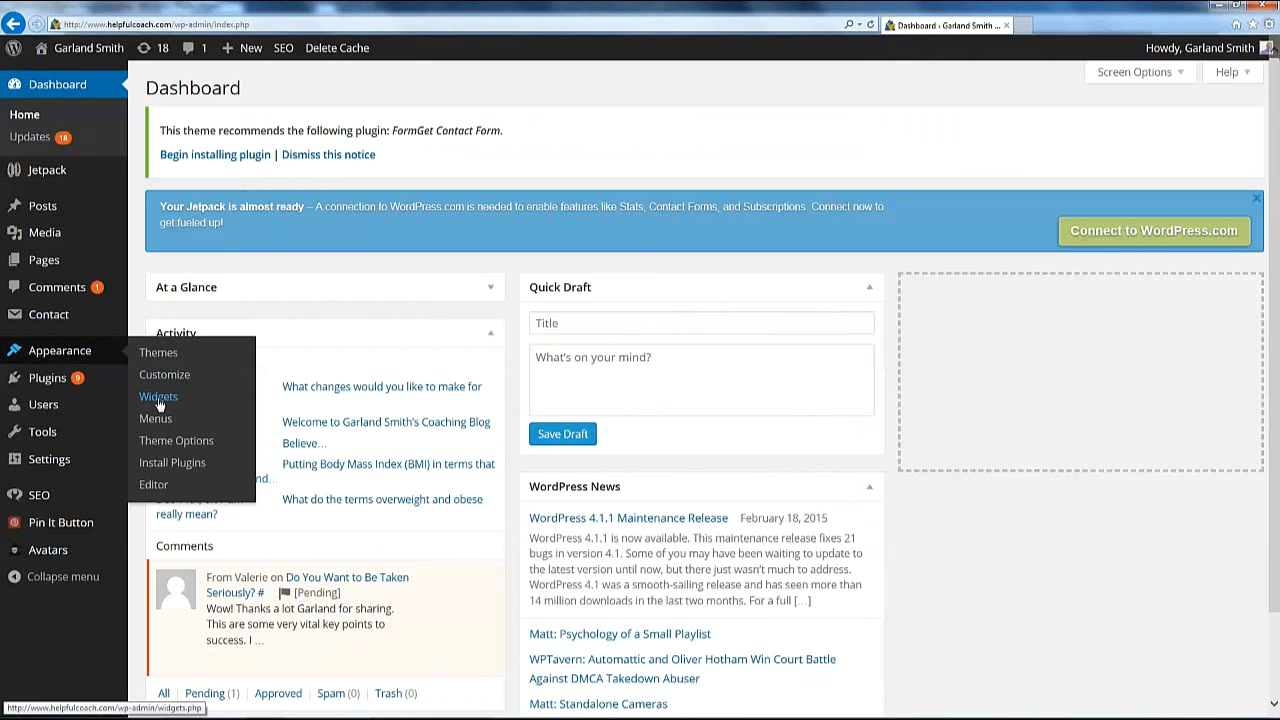 http://www.helpfulcoach.com/wp-admin/index.php
Dashboard ‹ Garland Smith ...
Garland Smith
18
1
New
SEO
Delete Cache
Howdy, Garland Smith
Dashboard
Home
Updates 18
Jetpack
Posts
Media
Pages
Comments 1
Contact
Appearance
Plugins 9
Users
Tools
Settings
SEO
Pin It Button
Avatars
Collapse menu
Themes
Customize
Widgets
Menus
Theme Options
Install Plugins
Editor
Screen Options
Help
Dashboard
This theme recommends the following plugin: FormGet Contact Form.
Begin installing plugin | Dismiss this notice
Your Jetpack is almost ready – A connection to WordPress.com is needed to enable features like Stats, Contact Forms, and Subscriptions. Connect now to
get fueled up!
Connect to WordPress.com
At a Glance
Activity
What changes would you like to make for
Welcome to Garland Smith's Coaching Blog
Believe...
Putting Body Mass Index (BMI) in terms that
nd...
What do the terms overweight and obese
really mean?
Comments
From Valerie on Do You Want to Be Taken
Seriously? # [Pending]
Wow! Thanks a lot Garland for sharing.
This are some very vital key points to
success. I ...
All | Pending (1) | Approved | Spam (0) | Trash (0)
Quick Draft
Title
What's on your mind?
Save Draft
WordPress News
WordPress 4.1.1 Maintenance Release February 18, 2015
WordPress 4.1.1 is now available. This maintenance release fixes 21
bugs in version 4.1. Some of you may have been waiting to update to
the latest version until now, but there just wasn't much to address.
WordPress 4.1 was a smooth-sailing release and has seen more than
14 million downloads in the last two months. For a full [...]
Matt: Psychology of a Small Playlist
WPTavern: Automattic and Oliver Hotham Win Court Battle
Against DMCA Takedown Abuser
Matt: Standalone Cameras
http://www.helpfulcoach.com/wp-admin/widgets.php